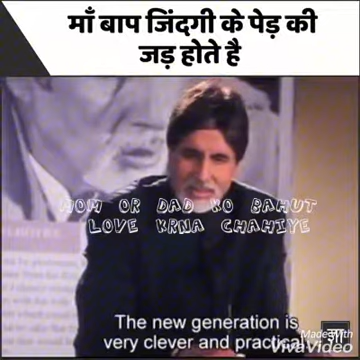 माँ बाप जिंदगी के पेड़ की
जड़ होते है
MOM OR DAD KO BAHUT
LOVE KRNA CHAHIYE
The new generation is
very clever and practical.
Made With
VivaVideo